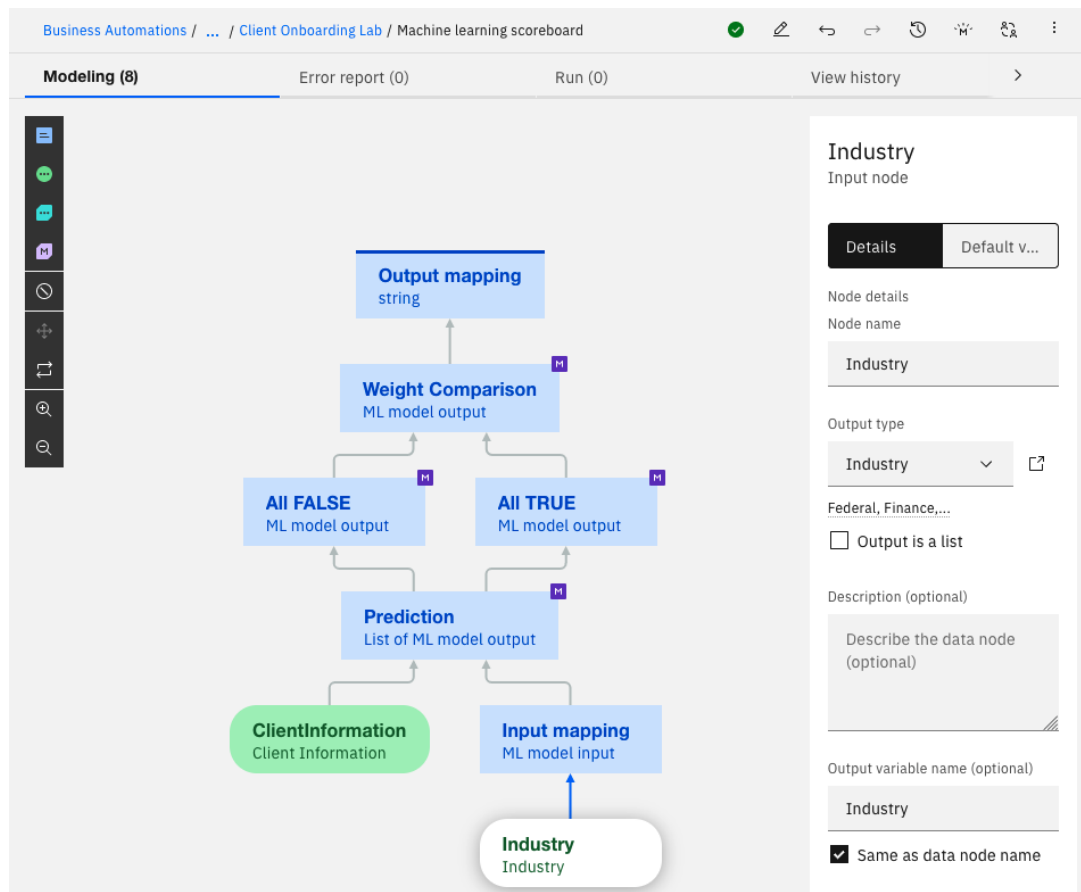 Business Automations / ... / Client Onboarding Lab / Machine learning scoreboard
Modeling (8)
Error report (0)
Run (0)
View history
M
Output mapping
string
M
Weight Comparison
ML model output
M
All FALSE
ML model output
M
All TRUE
ML model output
M
Prediction
List of ML model output
ClientInformation
Client Information
Input mapping
ML model input
Industry
Industry
Industry
Input node
Details
Default v...
Node details
Node name
Industry
Output type
Industry
Federal, Finance,...
Output is a list
Description (optional)
Describe the data node
(optional)
Output variable name (optional)
Industry
Same as data node name